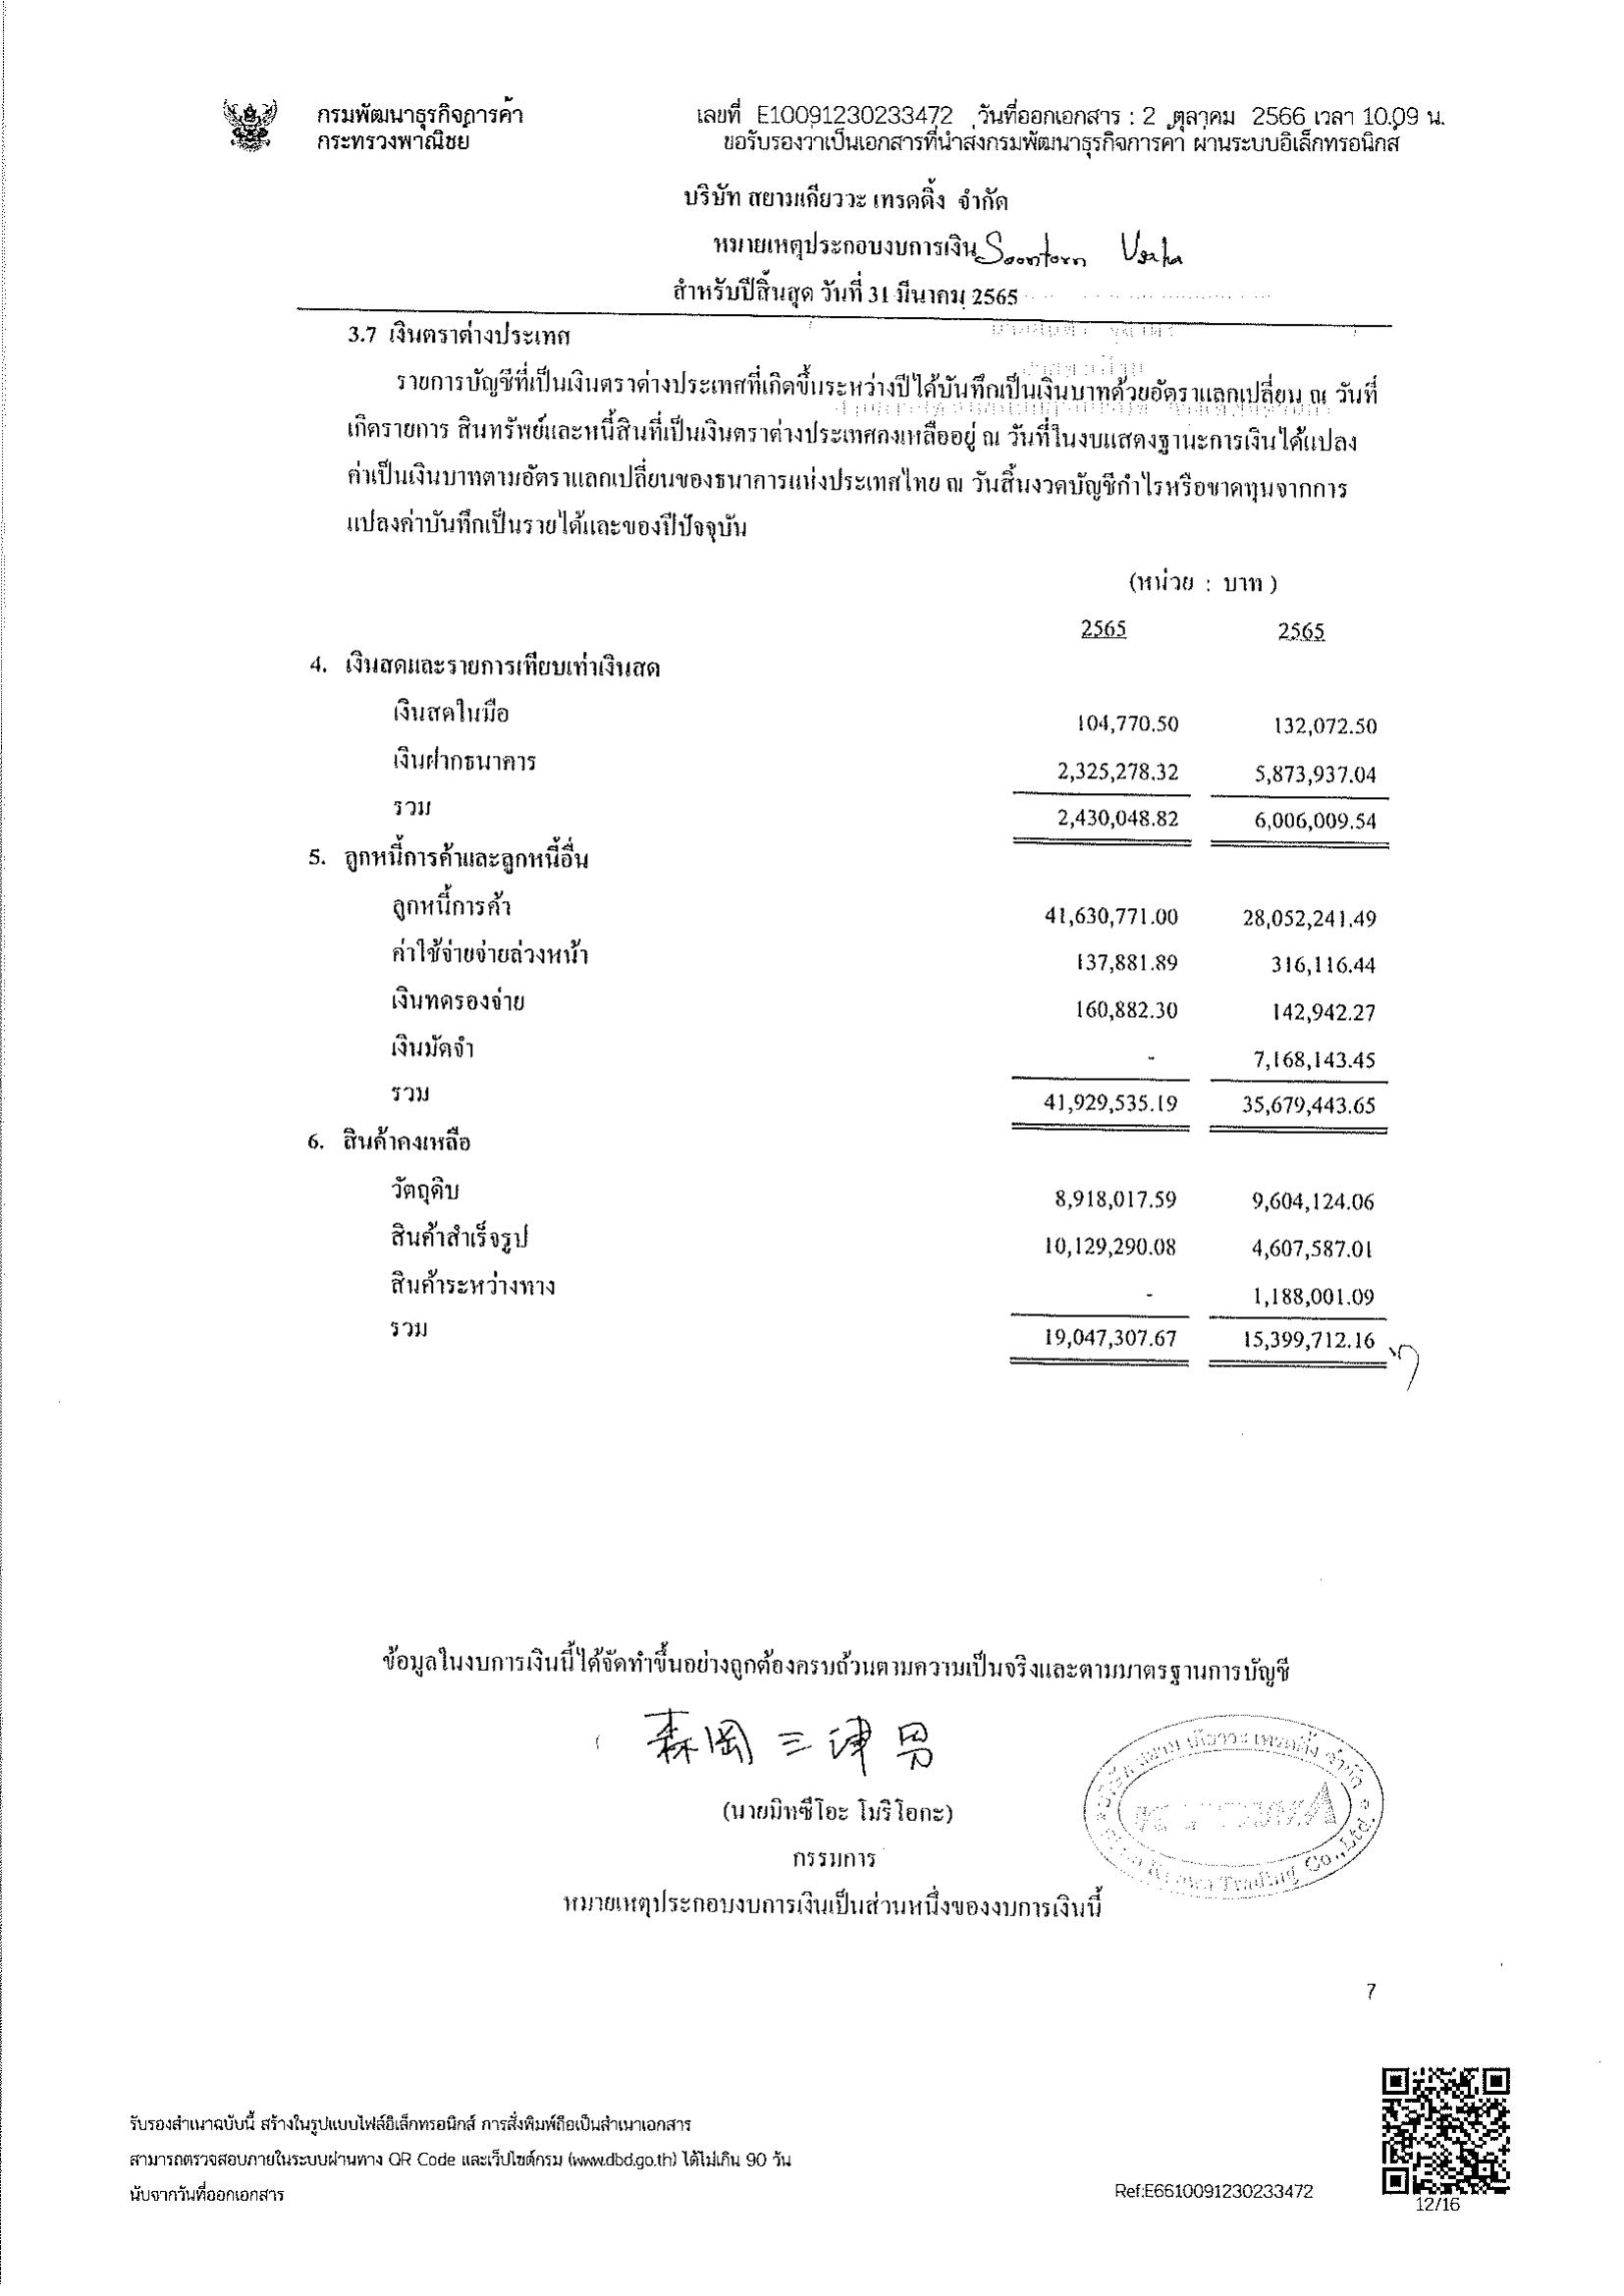 กรมพัฒนาธุรกิจการค้า
กระทรวงพาณิชย์
เลขที่ E10091230233472 วันที่ออกเอกสาร : 2 ตุลาคม 2566 เวลา 10.09 น.
ขอรับรองว่าเป็นเอกสารที่นำส่งกรมพัฒนาธุรกิจการค้า ผ่านระบบอิเล็กทรอนิกส์
บริษัท สยามเคียววะ เทรดดิ้ง จำกัด
หมายเหตุประกอบงบการเงิน Soontorn
สำหรับปีสิ้นสุด วันที่ 31 มีนาคม 2565
3.7 เงินตราต่างประเทศ
รายการบัญชีที่เป็นเงินตราต่างประเทศที่เกิดขึ้นระหว่างปีได้บันทึกเป็นเงินบาทด้วยอัตราแลกเปลี่ยน ณ วันที่
เกิดรายการ สินทรัพย์และหนี้สินที่เป็นเงินตราต่างประเทศคงเหลืออยู่ ณ วันที่ในงบแสดงฐานะการเงินได้แปลง
ค่าเป็นเงินบาทตามอัตราแลกเปลี่ยนของธนาคารแห่งประเทศไทย ณ วันสิ้นงวดบัญชีกำไรหรือขาดทุนจากการ
แปลงค่าบันทึกเป็นรายได้และของปีปัจจุบัน
(หน่วย : บาท )
2565 2565
4. เงินสดและรายการเทียบเท่าเงินสด
เงินสดในมือ 104,770.50 132,072.50
เงินฝากธนาคาร 2,325,278.32 5,873,937.04
รวม 2,430,048.82 6,006,009.54
5. ลูกหนี้การค้าและลูกหนี้อื่น
ลูกหนี้การค้า 41,630,771.00 28,052,241.49
ค่าใช้จ่ายจ่ายล่วงหน้า 137,881.89 316,116.44
เงินทดรองจ่าย 160,882.30 142,942.27
เงินมัดจำ - 7,168,143.45
รวม 41,929,535.19 35,679,443.65
6. สินค้าคงเหลือ
วัตถุดิบ 8,918,017.59 9,604,124.06
สินค้าสำเร็จรูป 10,129,290.08 4,607,587.01
สินค้าระหว่างทาง - 1,188,001.09
รวม 19,047,307.67 15,399,712.16
ข้อมูลในงบการเงินนี้ได้จัดทำขึ้นอย่างถูกต้องครบถ้วนตามความเป็นจริงและตามมาตรฐานการบัญชี
森岡 三津男
(นายมิทซึโอะ โมริโอกะ)
กรรมการ
บริษัท สยาม เคียววะ เทรดดิ้ง จำกัด
Trading Co.,Ltd.
หมายเหตุประกอบงบการเงินเป็นส่วนหนึ่งของงบการเงินนี้
7
รับรองสำเนาฉบับนี้ สร้างในรูปแบบไฟล์อิเล็กทรอนิกส์ การสั่งพิมพ์ถือเป็นสำเนาเอกสาร
สามารถตรวจสอบภายในระบบผ่านทาง QR Code และเว็บไซต์กรม (www.dbd.go.th) ได้ไม่เกิน 90 วัน
นับจากวันที่ออกเอกสาร
Ref:E6610091230233472
12/16